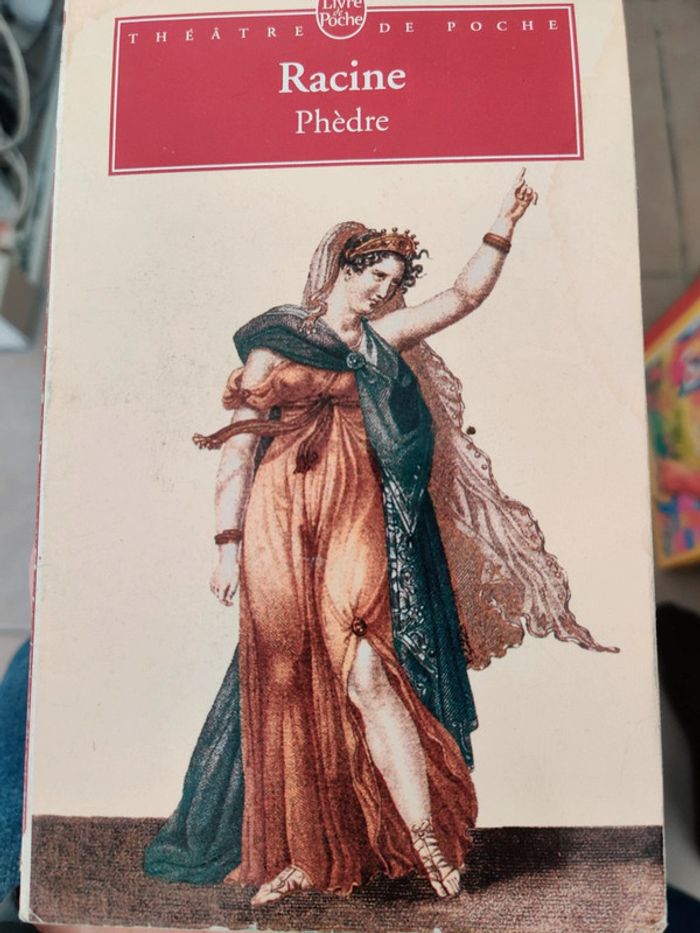 Livre
de
Poche
THÉÂTRE DE POCHE
Racine
Phèdre